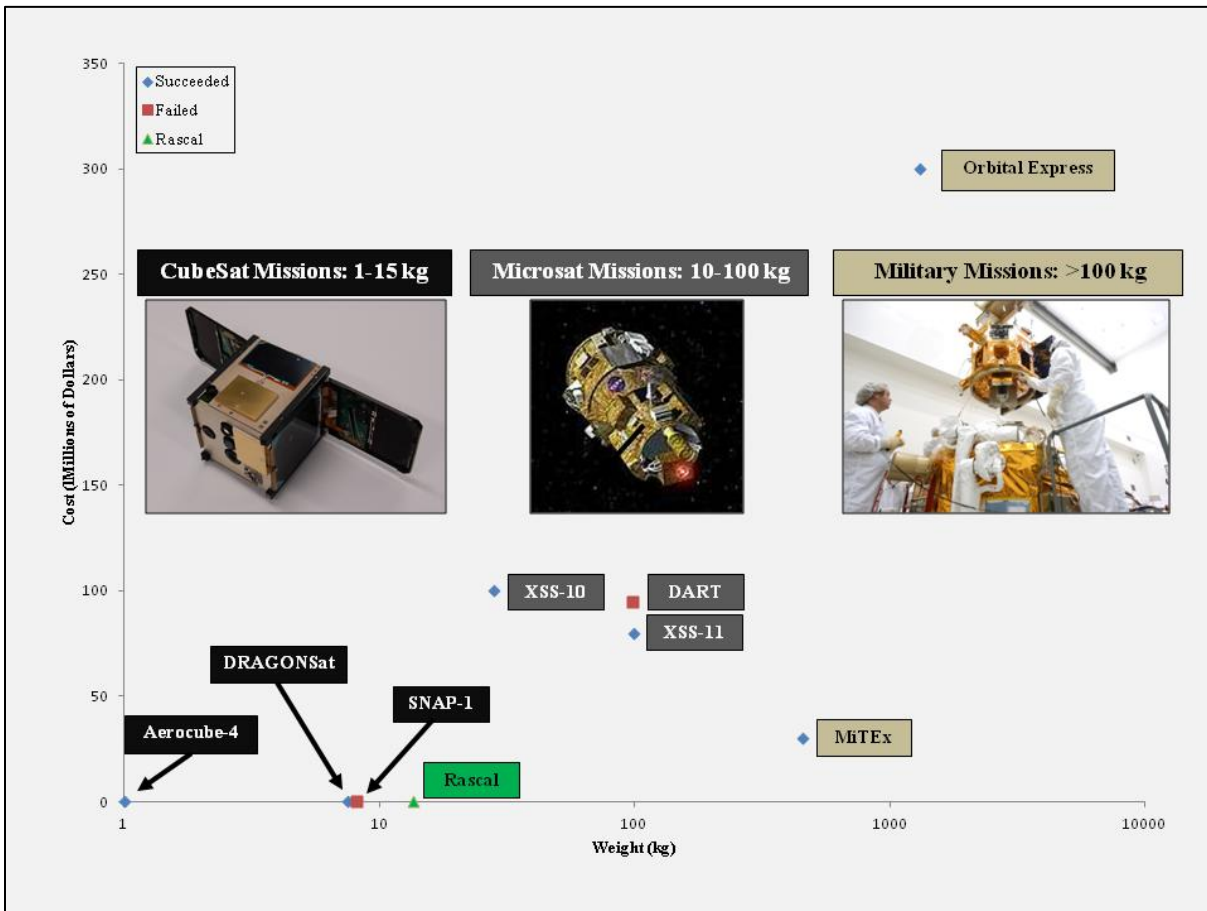 350
Succeeded
Failed
Rascal
300
Orbital Express
250
CubeSat Missions: 1-15 kg
Microsat Missions: 10-100 kg
Military Missions: >100 kg
Cost (lMillions of Dollars)
200
150
100
XSS-10
DART
XSS-11
DRAGONSat
50
SNAP-1
Aerocube-4
MiTEx
Rascal
0
1
10
100
1000
10000
Weight (kg)